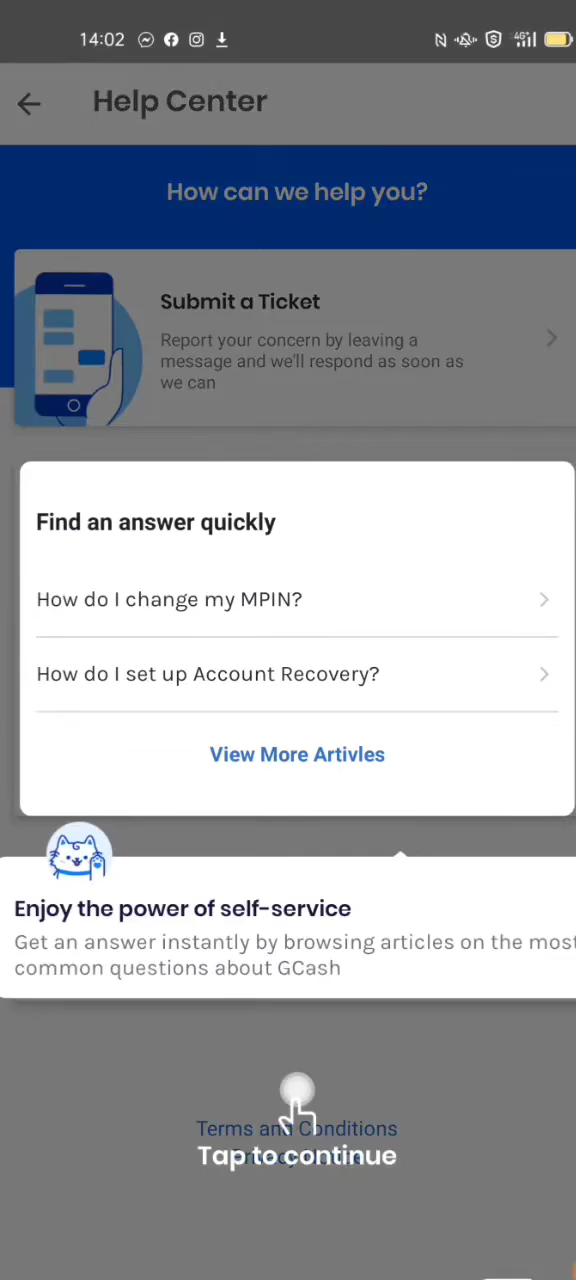 14:02
4G+
Help Center
How can we help you?
Submit a Ticket
Report your concern by leaving a
message and we'll respond as soon as
we can
Find an answer quickly
How do I change my MPIN?
How do I set up Account Recovery?
View More Artivles
Enjoy the power of self-service
Get an answer instantly by browsing articles on the most
common questions about GCash
Terms and Conditions
Tap to continue